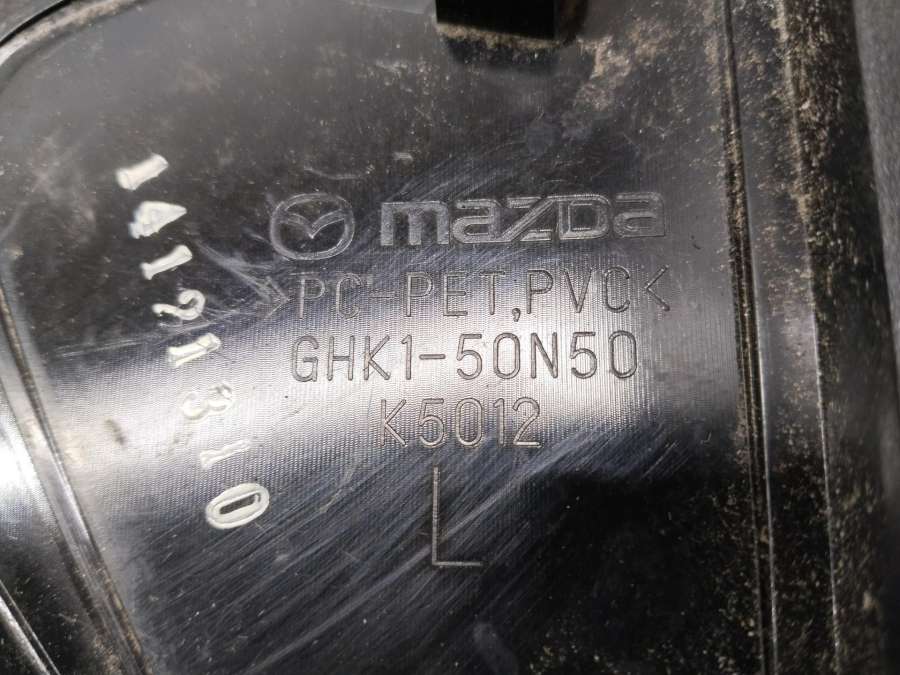 mazda
>PC-PET,PVC<
GHK1-50N50
K5012
L
14121310